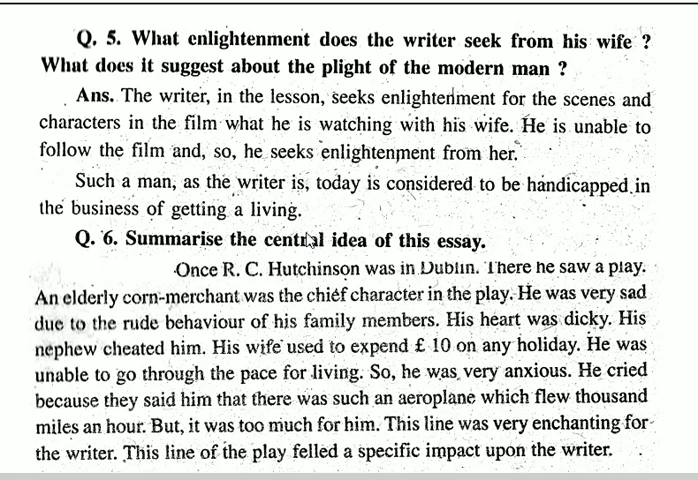 Q. 5. What enlightenment does the writer seek from his wife ?
What does it suggest about the plight of the modern man ?
Ans. The writer, in the lesson, seeks enlightenment for the scenes and
characters in the film what he is watching with his wife. He is unable to
follow the film and, so, he seeks enlightenment from her.
Such a man, as the writer is, today is considered to be handicapped in
the business of getting a living.
Q. 6. Summarise the central idea of this essay.
Once R. C. Hutchinson was in Dublin. There he saw a play.
An elderly corn-merchant was the chief character in the play. He was very sad
due to the rude behaviour of his family members. His heart was dicky. His
nephew cheated him. His wife used to expend £ 10 on any holiday. He was
unable to go through the pace for living. So, he was very anxious. He cried
because they said him that there was such an aeroplane which flew thousand
miles an hour. But, it was too much for him. This line was very enchanting for
the writer. This line of the play felled a specific impact upon the writer.